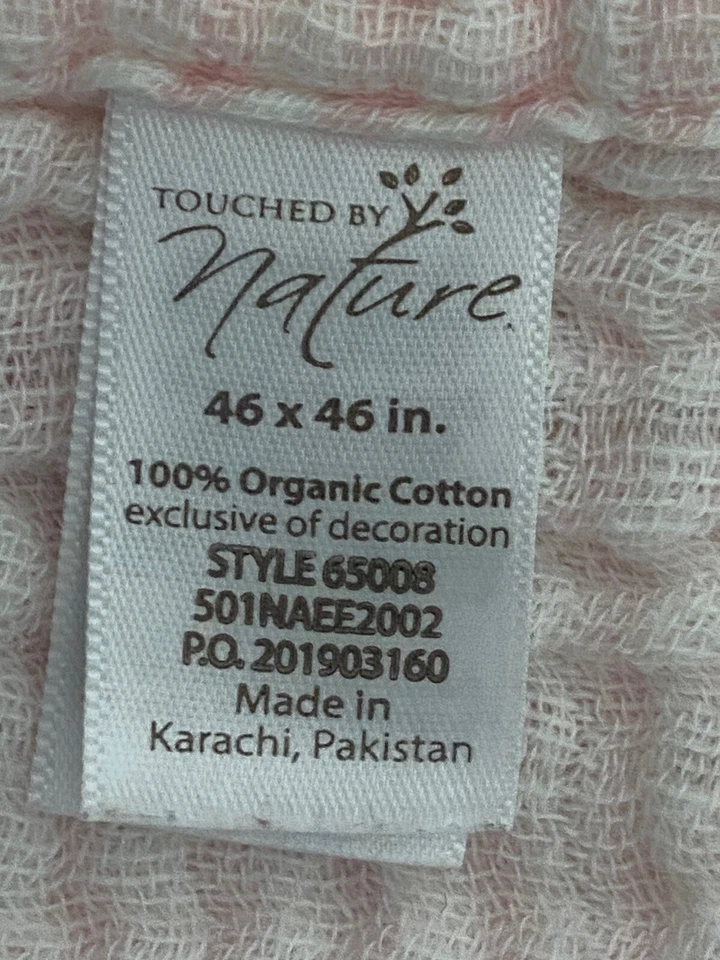 TOUCHED BY
nature.
46 x 46 in.
100% Organic Cotton
exclusive of decoration
STYLE 65008
501NAEE2002
P.O. 201903160
Made in
Karachi, Pakistan